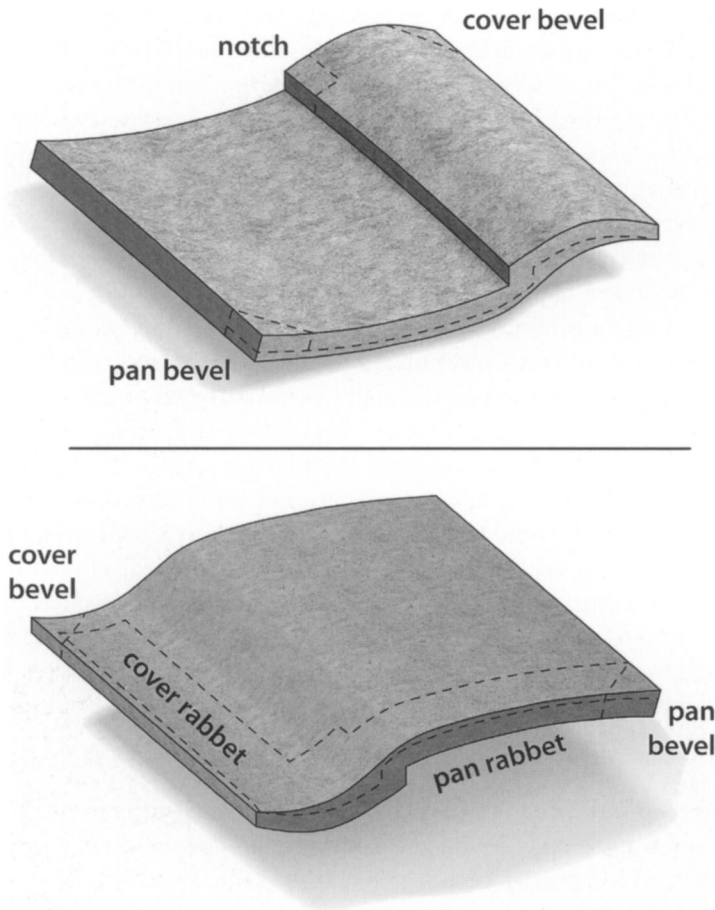 cover bevel
notch
pan bevel
cover
bevel
cover rabbet
pan rabbet
pan
bevel